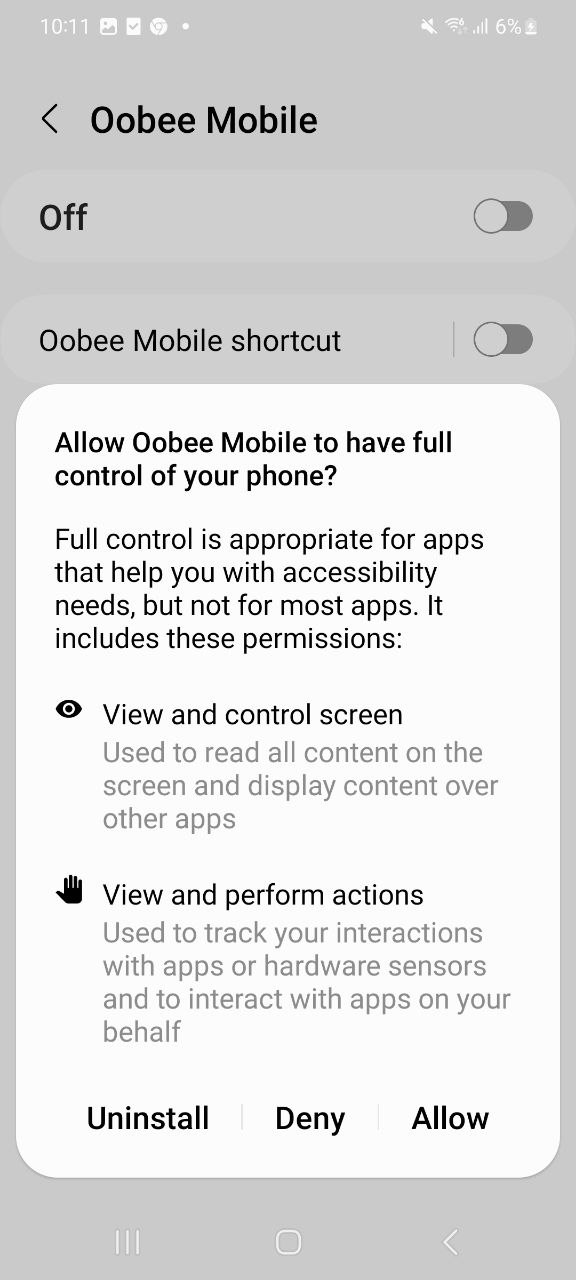 10:11 6%
Oobee Mobile
Off
Oobee Mobile shortcut
Allow Oobee Mobile to have full
control of your phone?
Full control is appropriate for apps
that help you with accessibility
needs, but not for most apps. It
includes these permissions:
View and control screen
Used to read all content on the
screen and display content over
other apps
View and perform actions
Used to track your interactions
with apps or hardware sensors
and to interact with apps on your
behalf
Uninstall Deny Allow